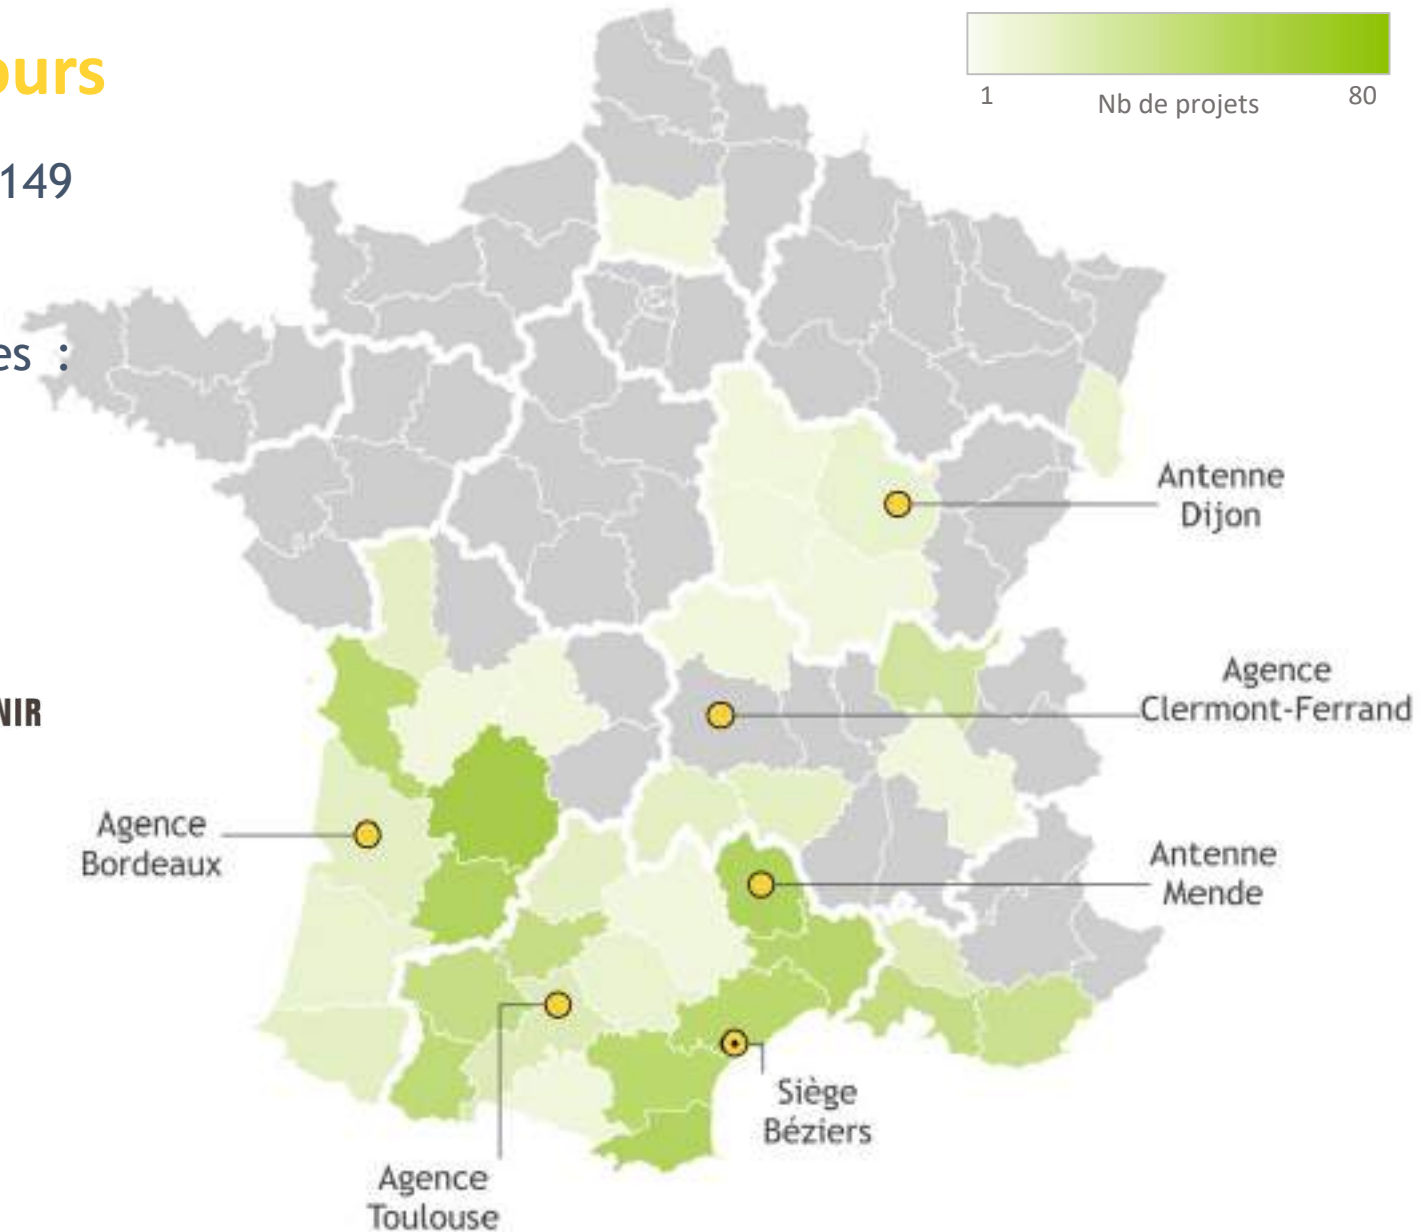 ours
149
es :
NIR
1
80
Nb de projets
Antenne
Dijon
Agence
Clermont-Ferrand
Agence
Bordeaux
Antenne
Mende
Siège
Béziers
Agence
Toulouse